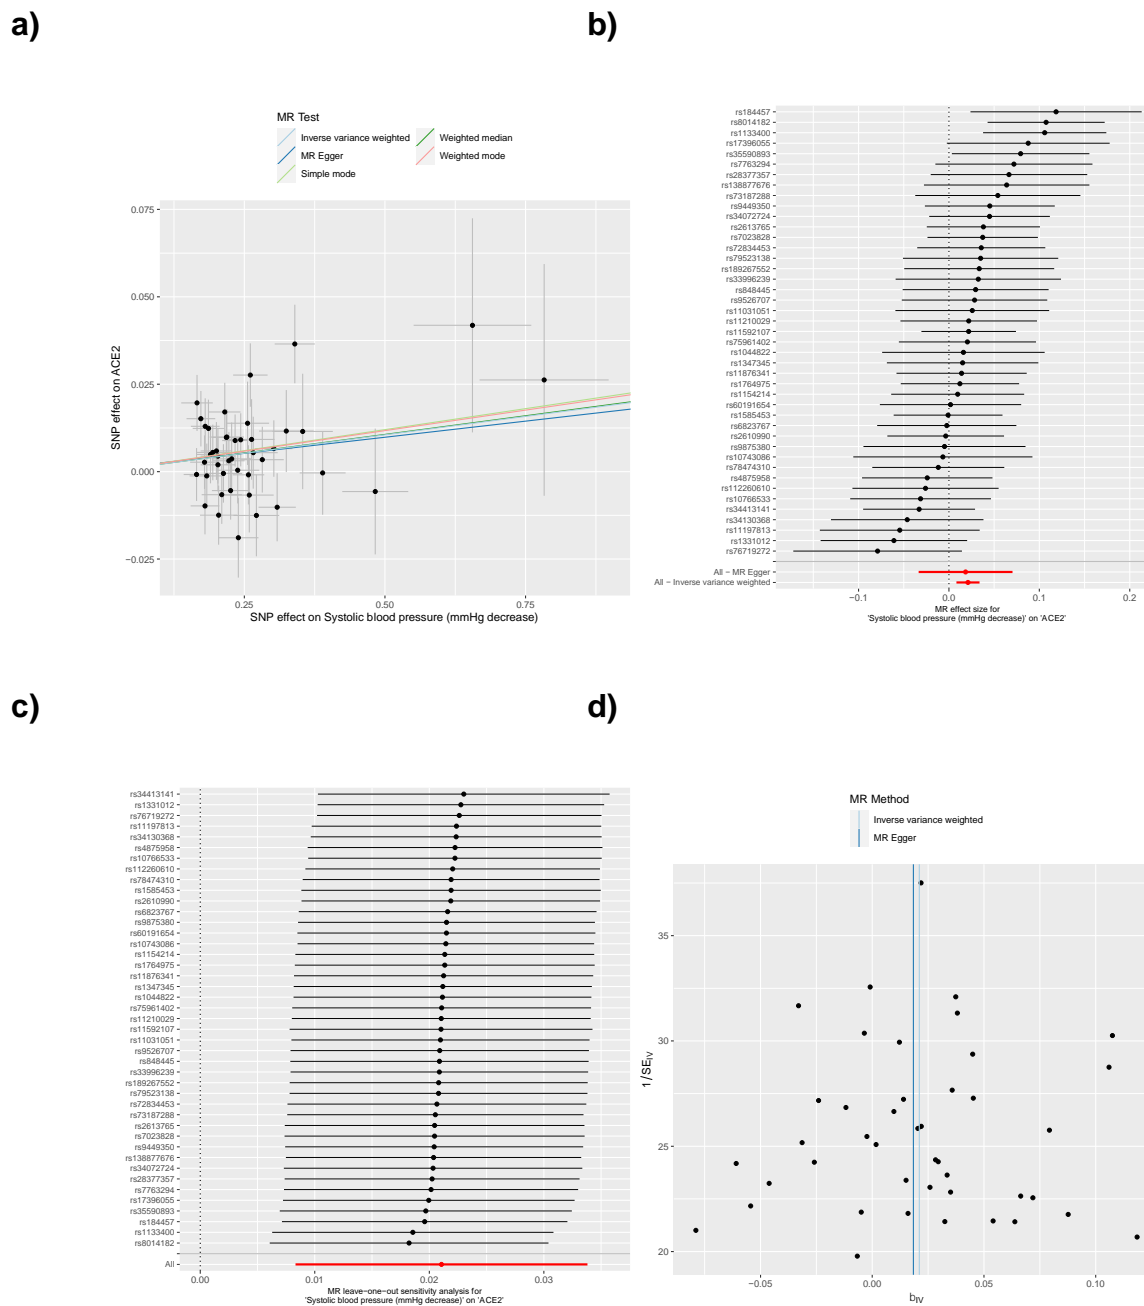 a)
MR Test
Inverse variance weighted
MR Egger
Simple mode
Weighted median
Weighted mode
0.075
0.050
0.025
0.000
−0.025
SNP effect on ACE2
0.25
0.50
0.75
SNP effect on Systolic blood pressure (mmHg decrease)
b)
rs184457
rs8014182
rs1133400
rs17396055
rs35590893
rs7763294
rs28377357
rs138877676
rs73187288
rs9449350
rs34072724
rs2613765
rs7023828
rs72834453
rs79523138
rs189267552
rs33996239
rs848445
rs9526707
rs11031051
rs11210029
rs11592107
rs75961402
rs1044822
rs1347345
rs11876341
rs1764975
rs1154214
rs60191654
rs1585453
rs6823767
rs2610990
rs9875380
rs10743086
rs78474310
rs4875958
rs112260610
rs10766533
rs34413141
rs34130368
rs11197813
rs1331012
rs76719272
All − MR Egger
All − Inverse variance weighted
−0.1
0.0
0.1
0.2
MR effect size for
'Systolic blood pressure (mmHg decrease)' on 'ACE2'
c)
rs34413141
rs1331012
rs76719272
rs11197813
rs34130368
rs4875958
rs10766533
rs112260610
rs78474310
rs1585453
rs2610990
rs6823767
rs9875380
rs60191654
rs10743086
rs1154214
rs1764975
rs11876341
rs1347345
rs1044822
rs75961402
rs11210029
rs11592107
rs11031051
rs9526707
rs848445
rs33996239
rs189267552
rs79523138
rs72834453
rs73187288
rs2613765
rs7023828
rs9449350
rs138877676
rs34072724
rs28377357
rs7763294
rs17396055
rs35590893
rs184457
rs1133400
rs8014182
All
0.00
0.01
0.02
0.03
MR leave−one−out sensitivity analysis for
'Systolic blood pressure (mmHg decrease)' on 'ACE2'
d)
MR Method
Inverse variance weighted
MR Egger
35
30
25
20
1/SE_IV
−0.05
0.00
0.05
0.10
b_IV